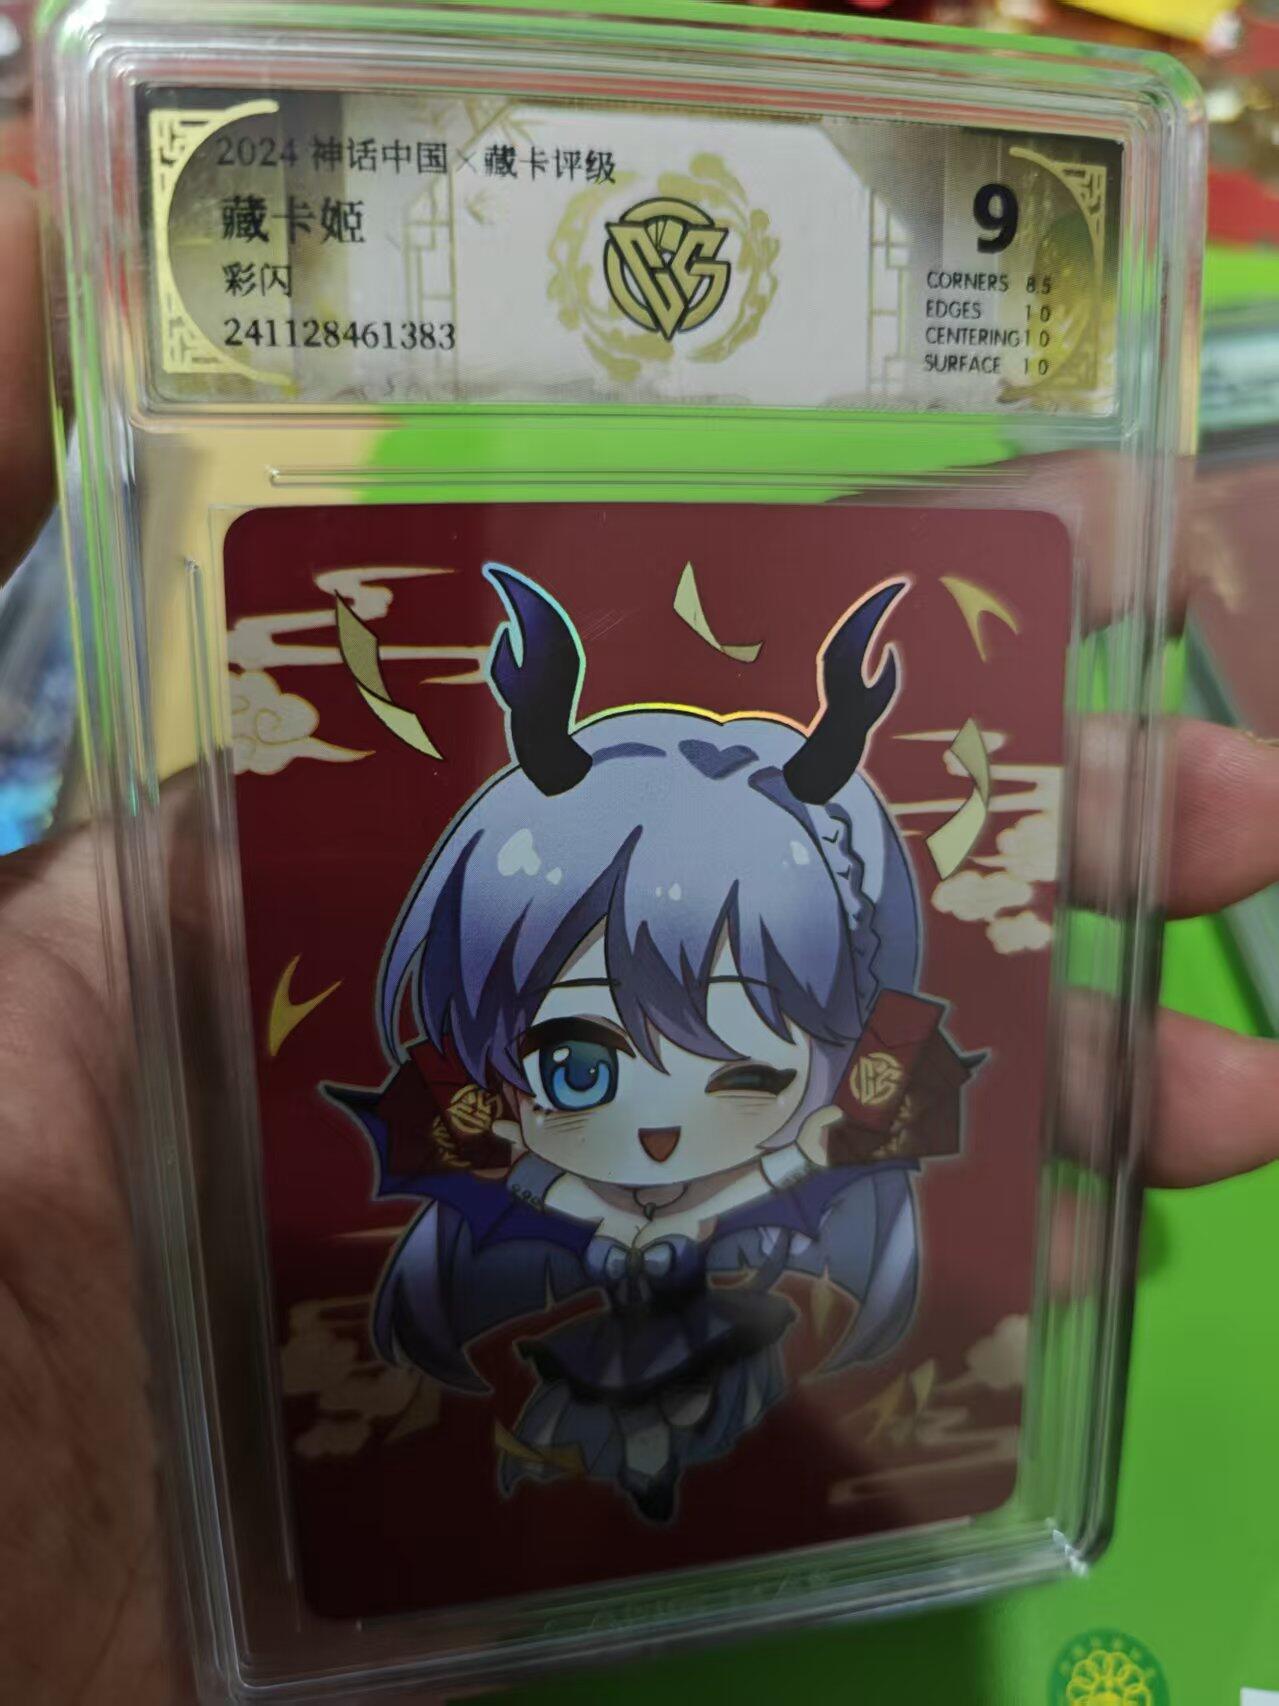 2024 神话中国×藏卡评级
藏卡姬
彩闪
241128461383
CCS
9
CORNERS 8.5
EDGES 10
CENTERING 10
SURFACE 10